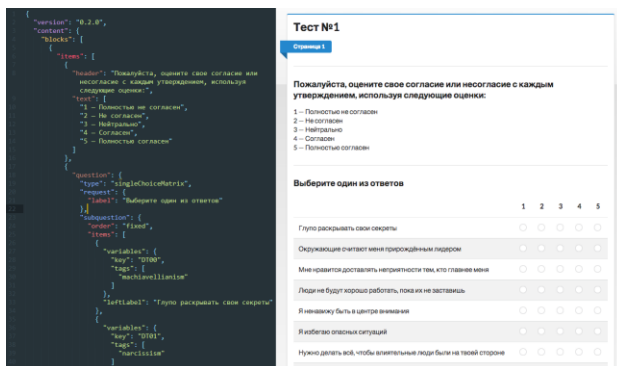 {
"version": "0.2.0",
"content": {
"blocks": [
{
"items": [
{
"header": "Пожалуйста, оцените свое согласие или
несогласие с каждым утверждением, используя
следующие оценки:",
"text": [
"1 — Полностью не согласен",
"2 — Не согласен",
"3 — Нейтрально",
"4 — Согласен",
"5 — Полностью согласен"
]
},
{
"question": {
"type": "singleChoiceMatrix",
"request": {
"label": "Выберите один из ответов"
},
"subquestion": {
"order": "fixed",
"items": [
{
"variables": {
"key": "DT00",
"tags": [
"machiavellianism"
]
},
"leftLabel": "Глупо раскрывать свои секреты"
},
{
"variables": {
"key": "DT01",
"tags": [
"narcissism"
]
Тест №1
Страница 1
Пожалуйста, оцените свое согласие или несогласие с каждым
утверждением, используя следующие оценки:
1 — Полностью не согласен
2 — Не согласен
3 — Нейтрально
4 — Согласен
5 — Полностью согласен
Выберите один из ответов
1 2 3 4 5
Глупо раскрывать свои секреты
Окружающие считают меня прирождённым лидером
Мне нравится доставлять неприятности тем, кто главнее меня
Люди не будут хорошо работать, пока их не заставишь
Я ненавижу быть в центре внимания
Я избегаю опасных ситуаций
Нужно делать всё, чтобы влиятельные люди были на твоей стороне